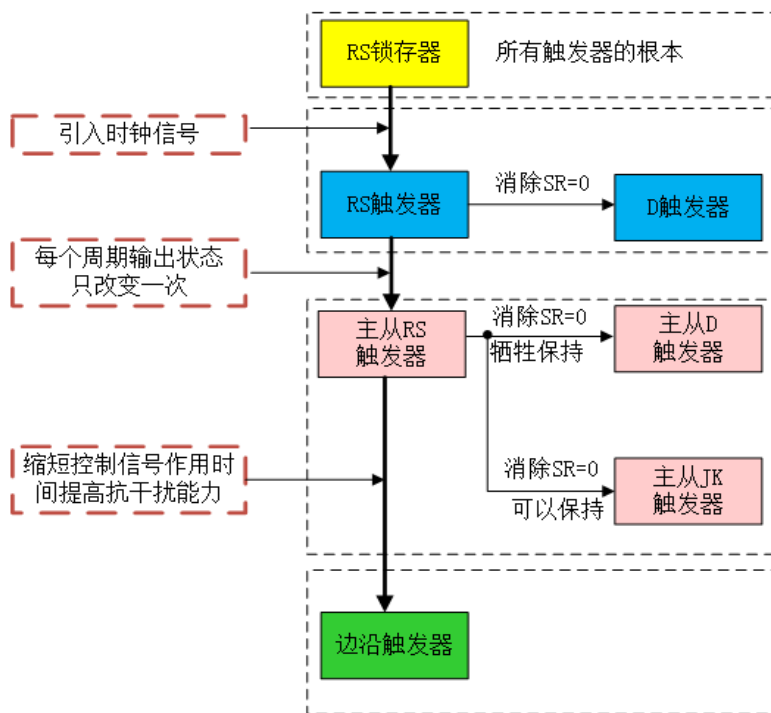 RS锁存器
所有触发器的根本
引入时钟信号
消除SR=0
RS触发器
D触发器
每个周期输出状态
只改变一次
主从RS
触发器
消除SR=0
牺牲保持
主从D
触发器
缩短控制信号作用时
间提高抗干扰能力
消除SR=0
可以保持
主从JK
触发器
边沿触发器